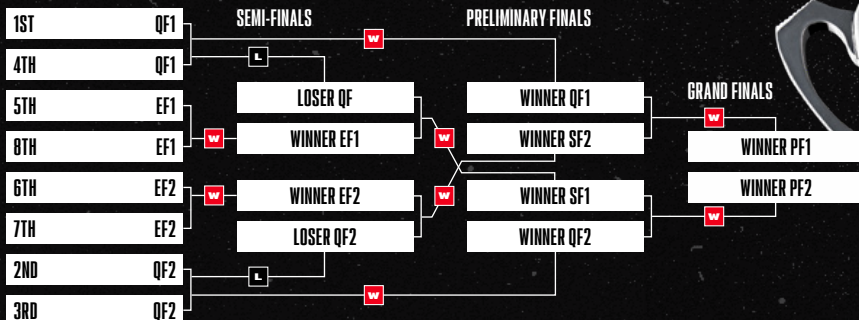 1ST QF1
4TH QF1
5TH EF1
8TH EF1
6TH EF2
7TH EF2
2ND QF2
3RD QF2
W
W
L
L
SEMI-FINALS
W
LOSER QF
WINNER EF1
WINNER EF2
LOSER QF2
W
W
W
PRELIMINARY FINALS
WINNER QF1
WINNER SF2
WINNER SF1
WINNER QF2
GRAND FINALS
W
WINNER PF1
WINNER PF2
W